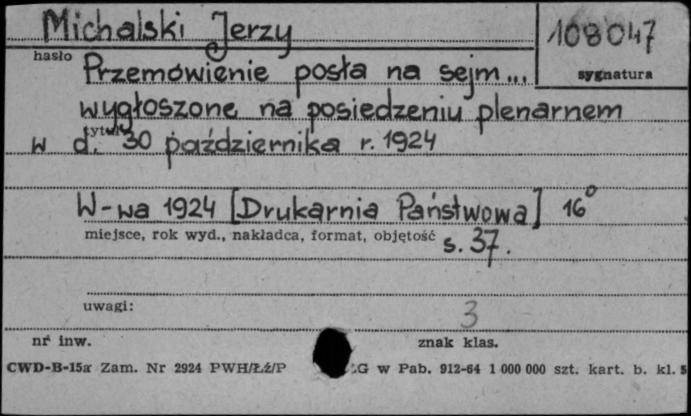 Michalski Jerzy
108047
hasło
sygnatura
Przemówienie posła na sejm...
wygłoszone na posiedzeniu plenarnem
tytuł
w d. 30 października r. 1924
W-wa 1924 [Drukarnia Państwowa] 16°
miejsce, rok wyd., nakładca, format, objętość
s. 37.
uwagi:
3
nr inw.
znak klas.
CWD-B-15a Zam. Nr 2924 PWH/Łź/P G w Pab. 912-64 1 000 000 szt. kart. b. kl. 5